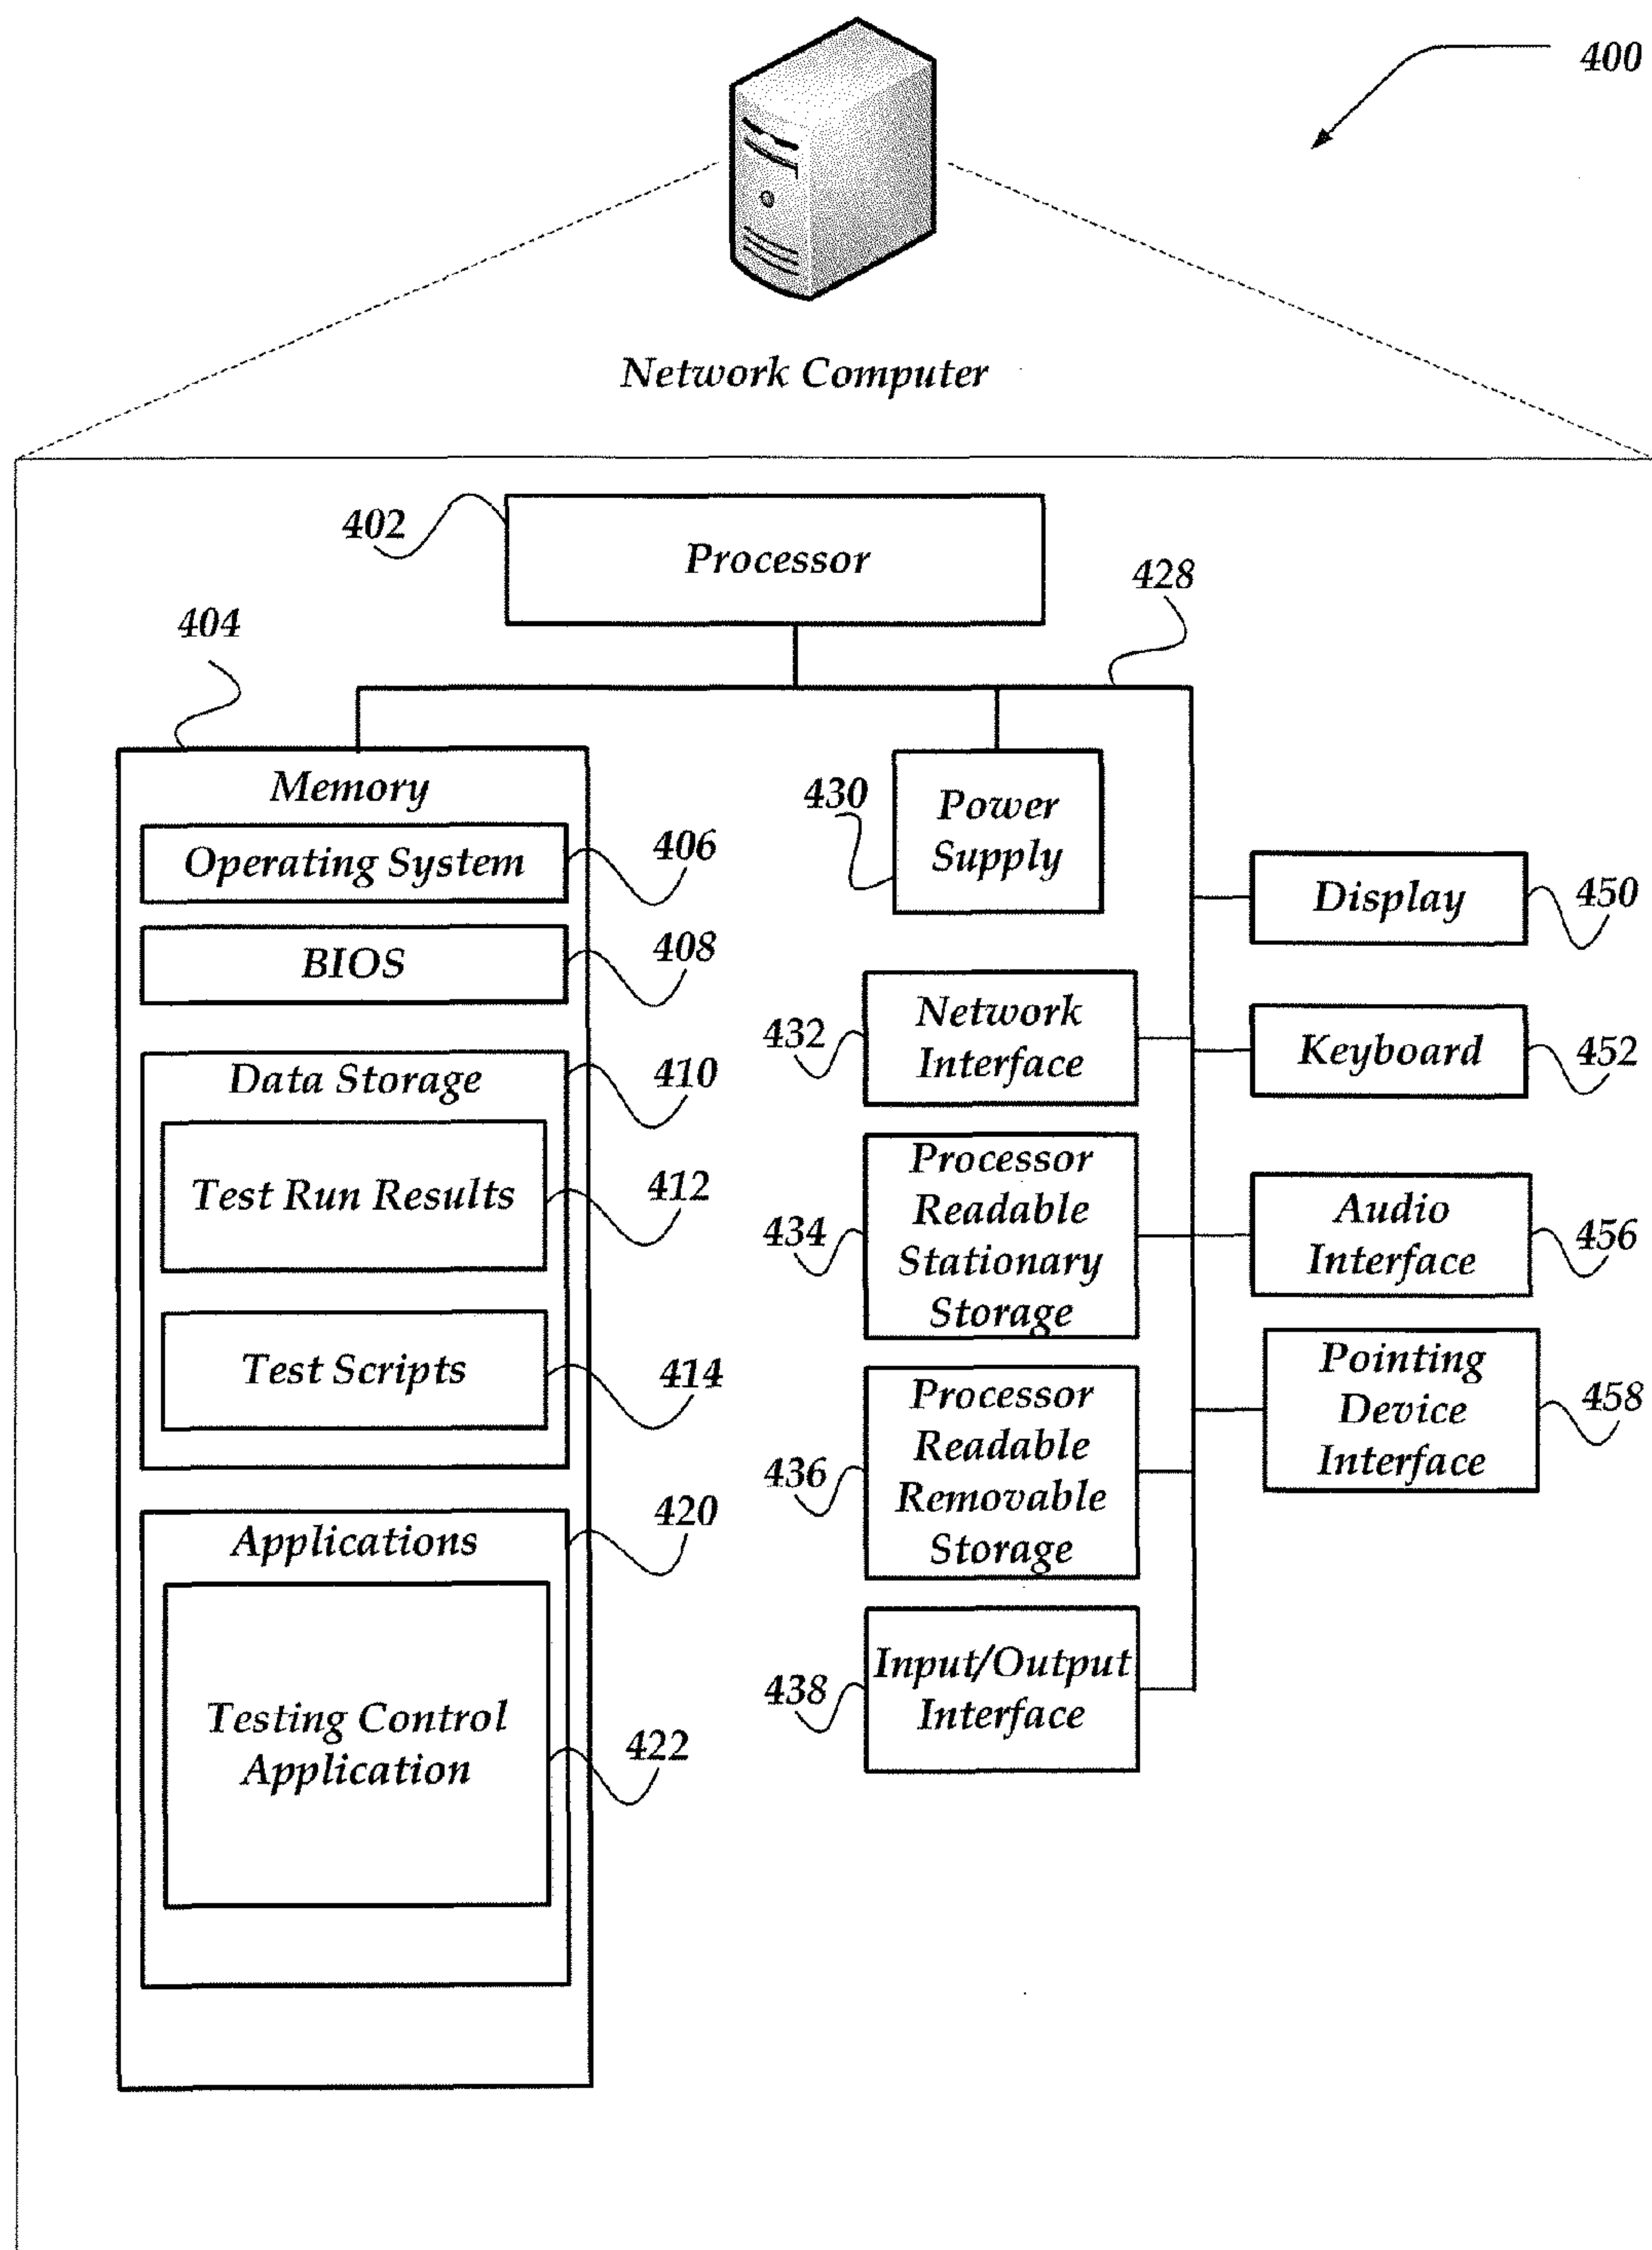 400
Network Computer
402
Processor
428
404
Memory
Operating System
406
BIOS
408
Data Storage
410
Test Run Results
412
Test Scripts
414
Applications
420
Testing Control
Application
422
430
Power
Supply
432
Network
Interface
434
Processor
Readable
Stationary
Storage
436
Processor
Readable
Removable
Storage
438
Input/Output
Interface
Display
450
Keyboard
452
Audio
Interface
456
Pointing
Device
Interface
458